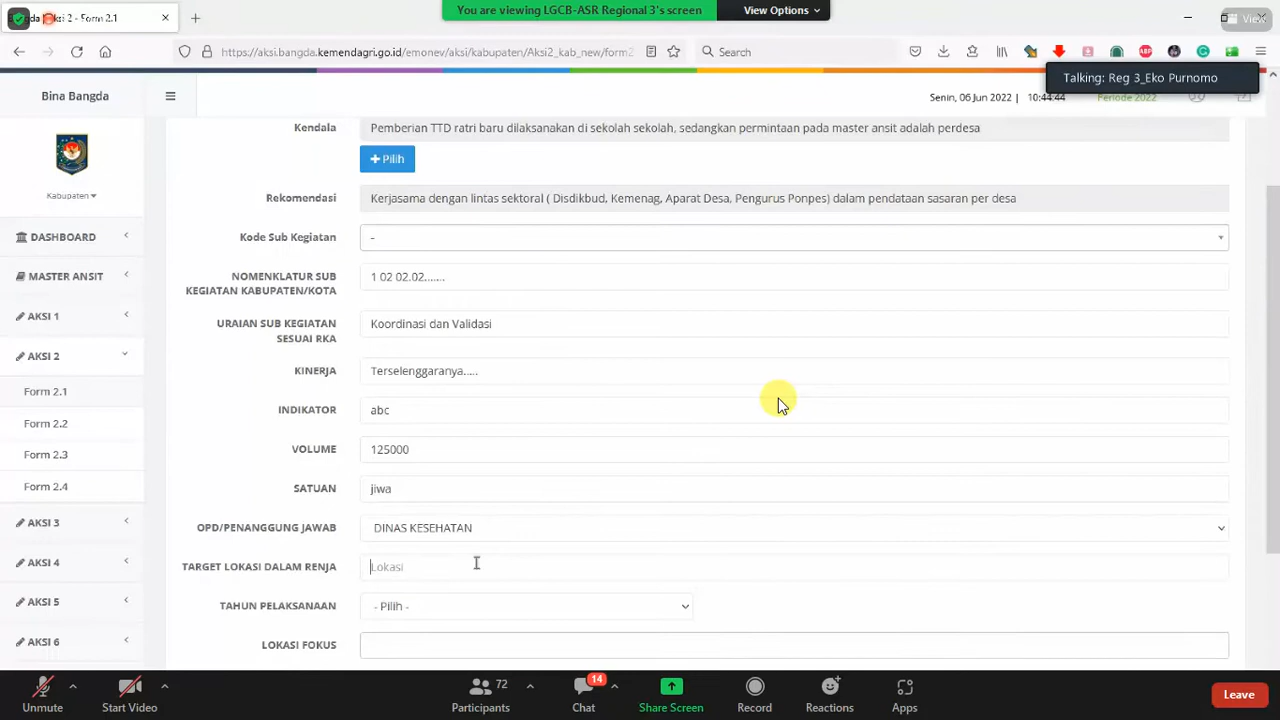 You are viewing LGCB-ASR Regional 3's screen
View Options
Bangda | Aksi 2 - Form 2.1
View
https://aksi.bangda.kemendagri.go.id/emonev/aksi/kabupaten/Aksi2_kab_new/form2
Search
Talking: Reg 3_Eko Purnomo
Bina Bangda
Senin, 06 Jun 2022 | 10:44:44
Periode 2022
Kabupaten
DASHBOARD
MASTER ANSIT
AKSI 1
AKSI 2
Form 2.1
Form 2.2
Form 2.3
Form 2.4
AKSI 3
AKSI 4
AKSI 5
AKSI 6
Kendala
Pemberian TTD ratri baru dilaksanakan di sekolah sekolah, sedangkan permintaan pada master ansit adalah perdesa
+ Pilih
Rekomendasi
Kerjasama dengan lintas sektoral ( Disdikbud, Kemenag, Aparat Desa, Pengurus Ponpes) dalam pendataan sasaran per desa
Kode Sub Kegiatan
-
NOMENKLATUR SUB
KEGIATAN KABUPATEN/KOTA
1 02 02.02.......
URAIAN SUB KEGIATAN
SESUAI RKA
Koordinasi dan Validasi
KINERJA
Terselenggaranya.....
INDIKATOR
abc
VOLUME
125000
SATUAN
jiwa
OPD/PENANGGUNG JAWAB
DINAS KESEHATAN
TARGET LOKASI DALAM RENJA
Lokasi
TAHUN PELAKSANAAN
- Pilih -
LOKASI FOKUS
Unmute
Start Video
72
Participants
14
Chat
Share Screen
Record
Reactions
Apps
Leave